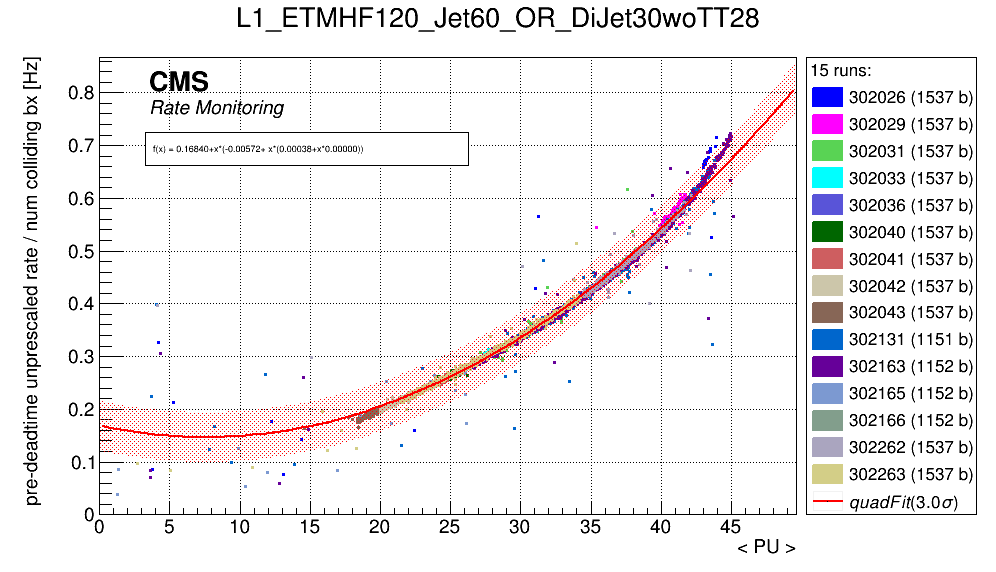 L1_ETMHF120_Jet60_OR_DiJet30woTT28
pre-deadtime unprescaled rate / num colliding bx [Hz]
0.8
0.7
0.6
0.5
0.4
0.3
0.2
0.1
0
CMS
Rate Monitoring
f(x) = 0.16840+x*(-0.00572+ x*(0.00038+x*0.00000))
0 5 10 15 20 25 30 35 40 45
< PU >
15 runs:
302026 (1537 b)
302029 (1537 b)
302031 (1537 b)
302033 (1537 b)
302036 (1537 b)
302040 (1537 b)
302041 (1537 b)
302042 (1537 b)
302043 (1537 b)
302131 (1151 b)
302163 (1152 b)
302165 (1152 b)
302166 (1152 b)
302262 (1537 b)
302263 (1537 b)
quadFit(3.0σ)